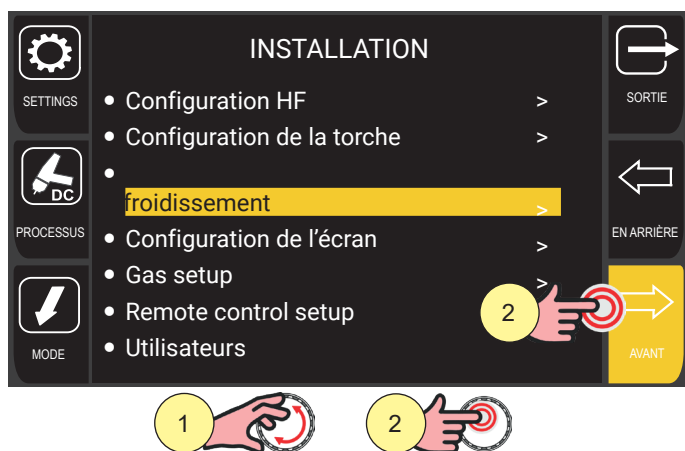 INSTALLATION
SETTINGS
PROCESSUS
DC
MODE
• Configuration HF >
• Configuration de la torche >
•
froidissement >
• Configuration de l’écran >
• Gas setup >
• Remote control setup
• Utilisateurs
SORTIE
EN ARRIÈRE
AVANT
2
1
2